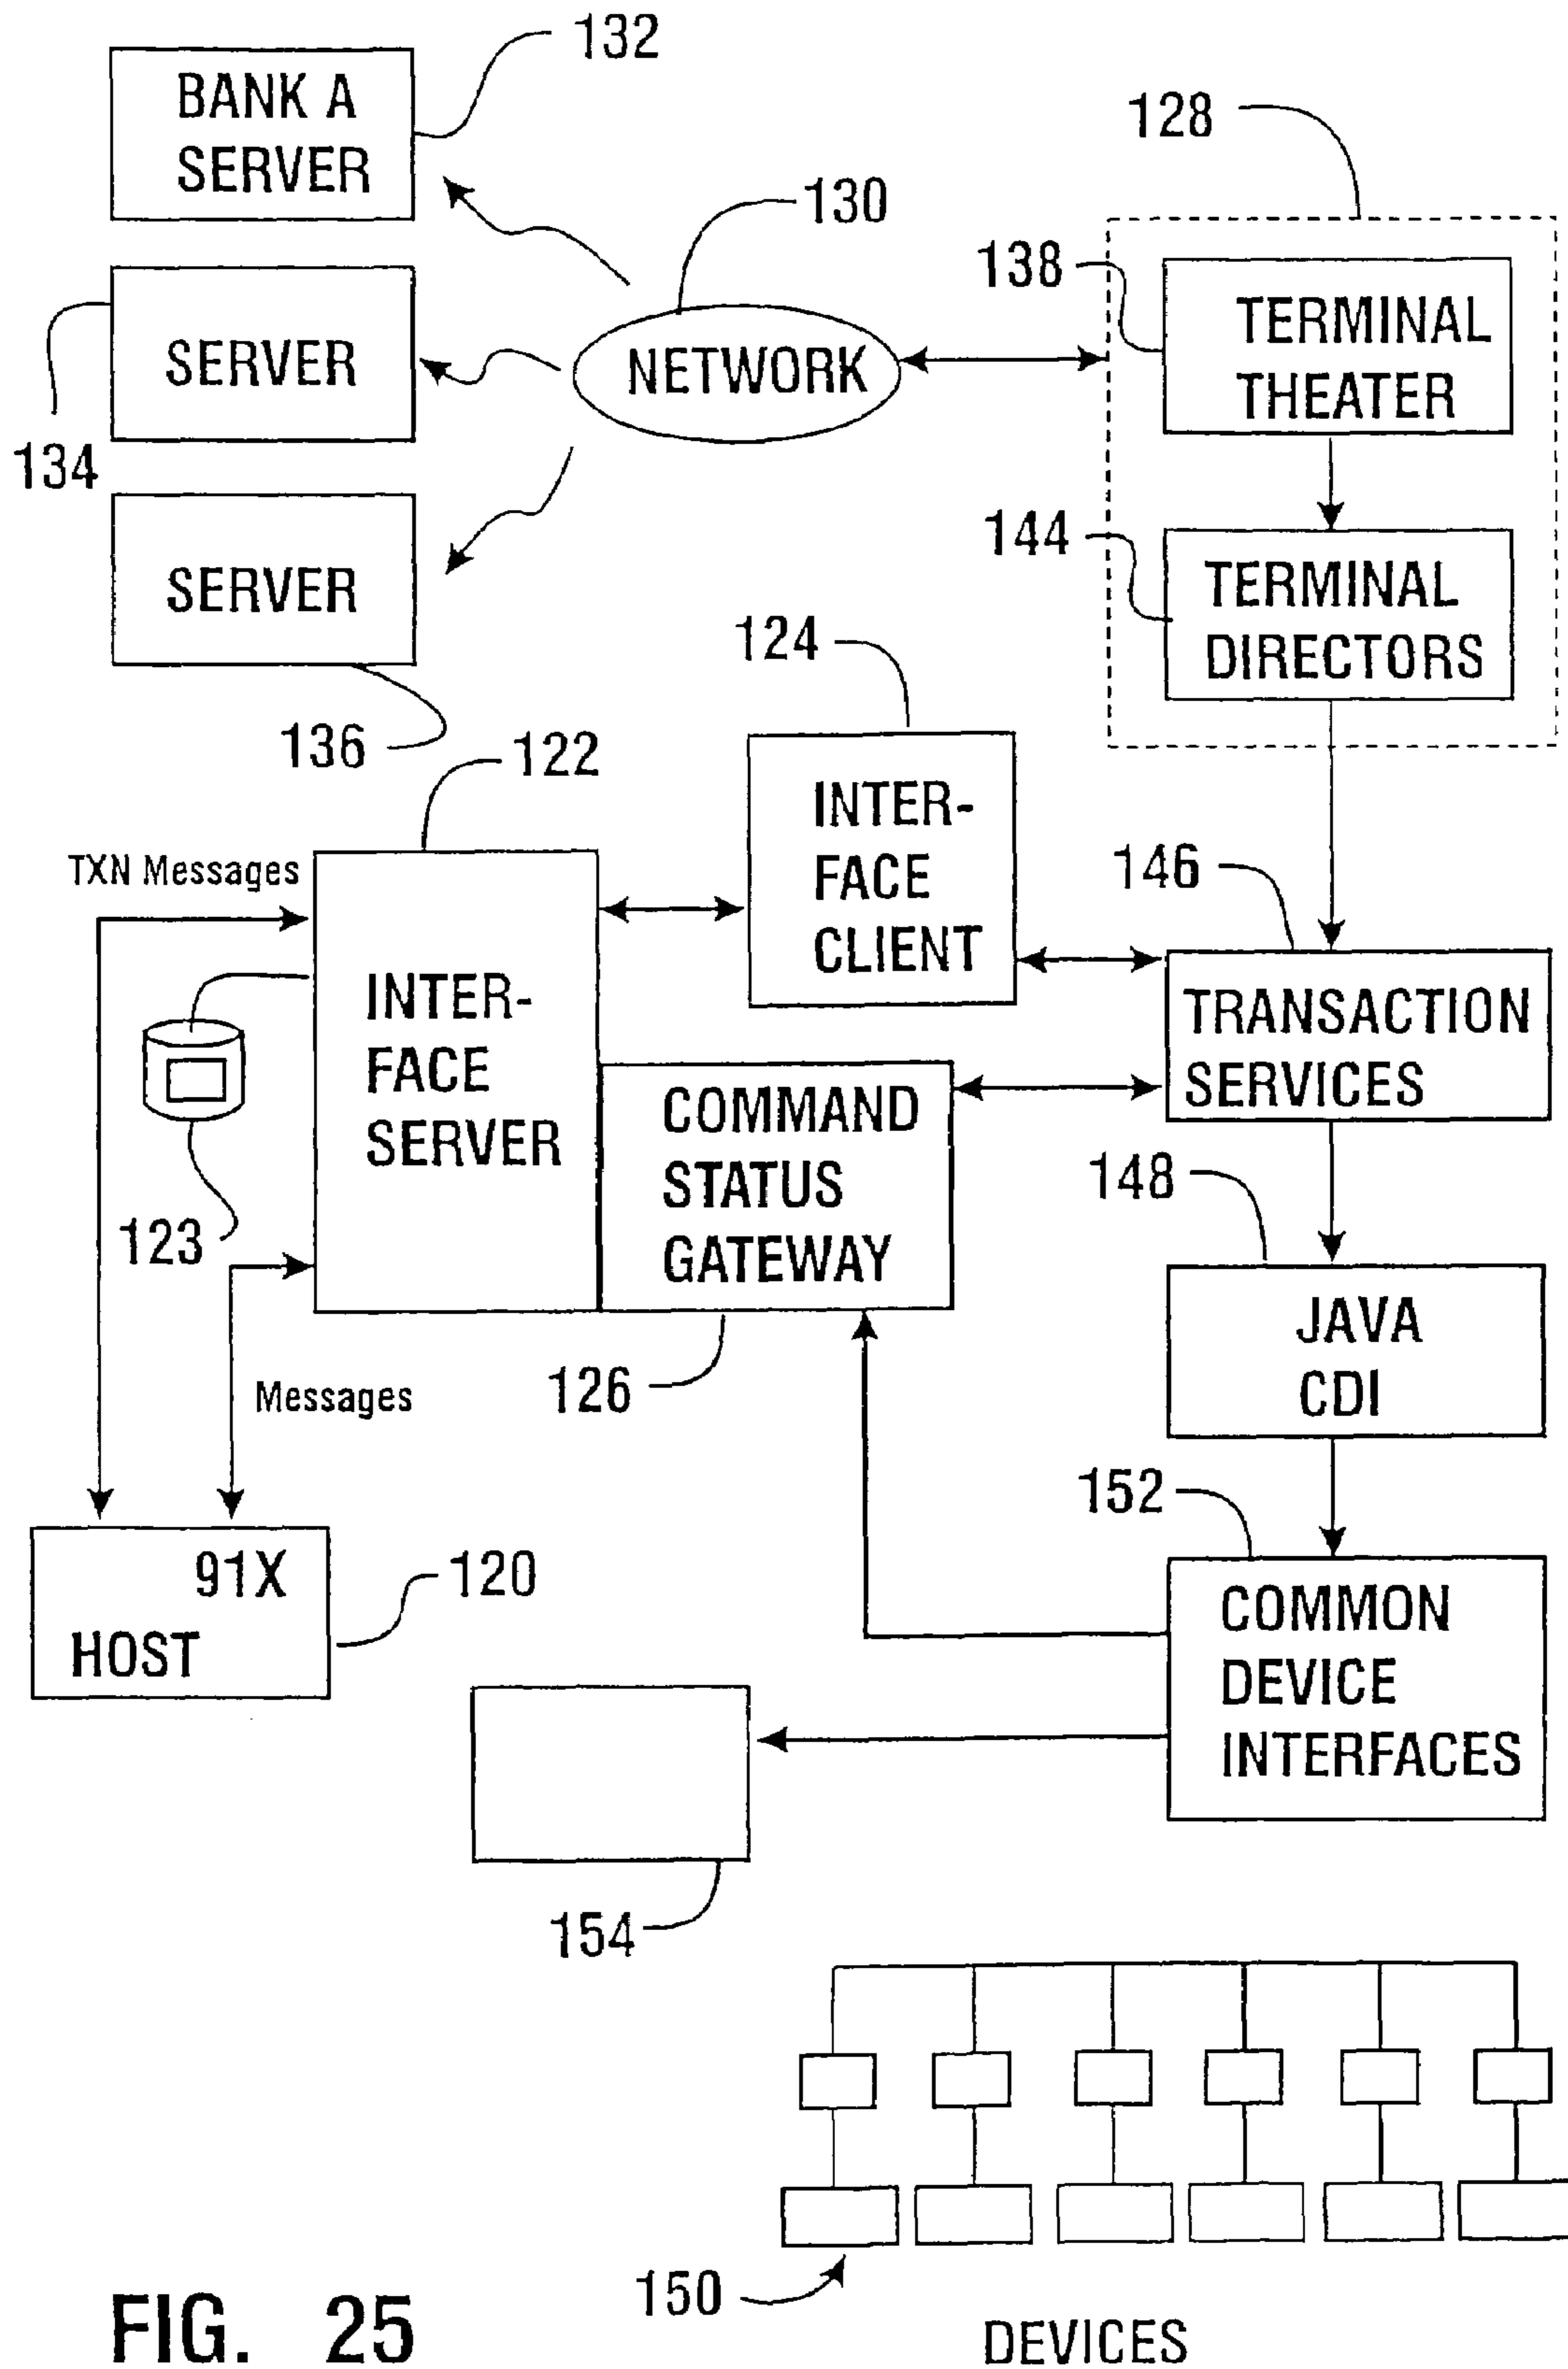 132
BANK A
SERVER
128
130
138
TERMINAL
THEATER
NETWORK
SERVER
134
144
TERMINAL
DIRECTORS
SERVER
124
136
122
INTER-
FACE
CLIENT
146
TXN Messages
INTER-
FACE
SERVER
TRANSACTION
SERVICES
COMMAND
STATUS
GATEWAY
123
148
JAVA
CDI
126
Messages
152
91X
HOST
120
COMMON
DEVICE
INTERFACES
154
150
DEVICES
FIG. 25